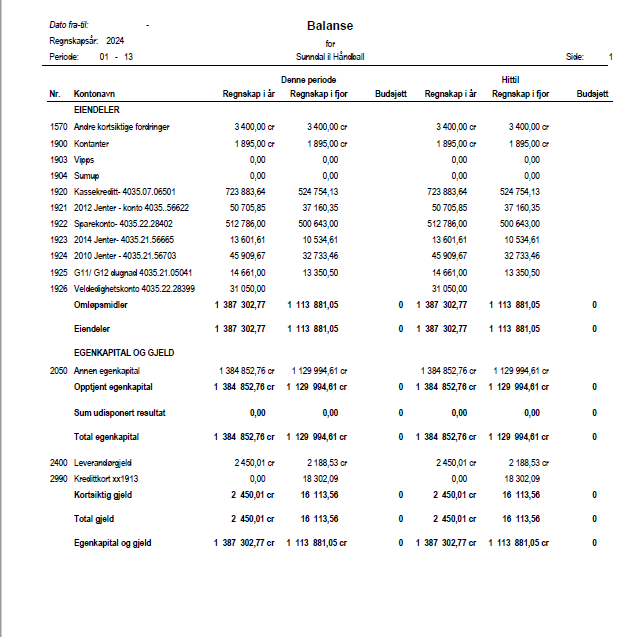 Dato fra-til: -
Balanse
Regnskapsår: 2024
for
Periode: 01 - 13
Sunndal il Håndball
Side: 1
Denne periode Hittil
Nr. Kontonavn Regnskap i år Regnskap i fjor Budsjett Regnskap i år Regnskap i fjor Budsjett
EIENDELER
1570 Andre kortsiktige fordringer 3 400,00 cr 3 400,00 cr 3 400,00 cr 3 400,00 cr
1900 Kontanter 1 895,00 cr 1 895,00 cr 1 895,00 cr 1 895,00 cr
1903 Vipps 0,00 0,00 0,00 0,00
1904 Sumup 0,00 0,00 0,00 0,00
1920 Kassekreditt- 4035.07.06501 723 883,64 524 754,13 723 883,64 524 754,13
1921 2012 Jenter - konto 4035..56622 50 705,85 37 160,35 50 705,85 37 160,35
1922 Sparekonto- 4035.22.28402 512 786,00 500 643,00 512 786,00 500 643,00
1923 2014 Jenter- 4035.21.56665 13 601,61 10 534,61 13 601,61 10 534,61
1924 2010 Jenter - 4035.21.56703 45 909,67 32 733,46 45 909,67 32 733,46
1925 G11/ G12 dugnad 4035.21.05041 14 661,00 13 350,50 14 661,00 13 350,50
1926 Veldedighetskonto 4035.22.28399 31 050,00 31 050,00
Omløpsmidler 1 387 302,77 1 113 881,05 0 1 387 302,77 1 113 881,05 0
Eiendeler 1 387 302,77 1 113 881,05 0 1 387 302,77 1 113 881,05 0
EGENKAPITAL OG GJELD
2050 Annen egenkapital 1 384 852,76 cr 1 129 994,61 cr 1 384 852,76 cr 1 129 994,61 cr
Opptjent egenkapital 1 384 852,76 cr 1 129 994,61 cr 0 1 384 852,76 cr 1 129 994,61 cr 0
Sum udisponert resultat 0,00 0,00 0 0,00 0,00 0
Total egenkapital 1 384 852,76 cr 1 129 994,61 cr 0 1 384 852,76 cr 1 129 994,61 cr 0
2400 Leverandørgjeld 2 450,01 cr 2 188,53 cr 2 450,01 cr 2 188,53 cr
2990 Kredittkort xx1913 0,00 18 302,09 0,00 18 302,09
Kortsiktig gjeld 2 450,01 cr 16 113,56 0 2 450,01 cr 16 113,56 0
Total gjeld 2 450,01 cr 16 113,56 0 2 450,01 cr 16 113,56 0
Egenkapital og gjeld 1 387 302,77 cr 1 113 881,05 cr 0 1 387 302,77 cr 1 113 881,05 cr 0